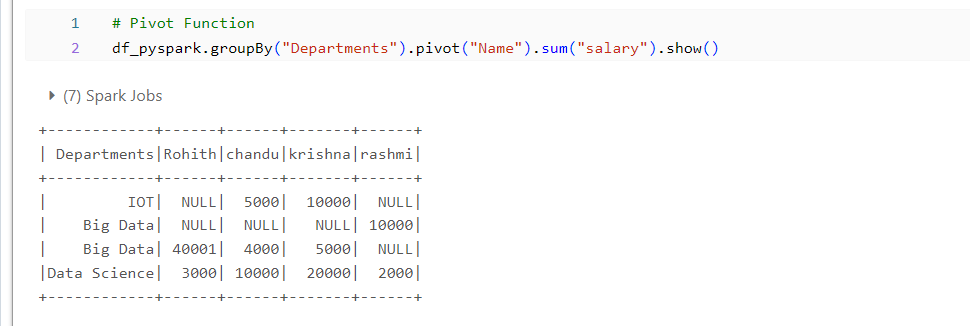 1 # Pivot Function
2 df_pyspark.groupBy("Departments").pivot("Name").sum("salary").show()
(7) Spark Jobs
+------------+------+------+-------+------+
| Departments|Rohith|chandu|krishna|rashmi|
+------------+------+------+-------+------+
|         IOT|  NULL|  5000|  10000|  NULL|
|    Big Data|  NULL|  NULL|   NULL| 10000|
|    Big Data| 40001|  4000|   5000|  NULL|
|Data Science|  3000| 10000|  20000|  2000|
+------------+------+------+-------+------+